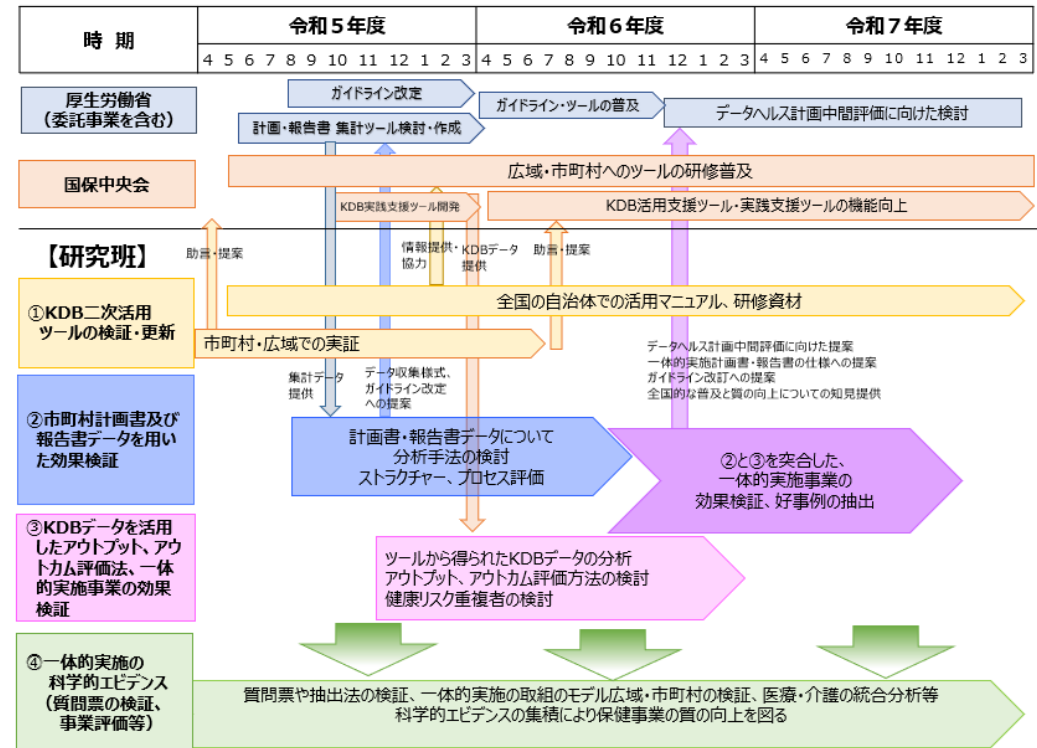 時 期
令和５年度
令和６年度
令和７年度
4 5 6 7 8 9 10 11 12 1 2 3
4 5 6 7 8 9 10 11 12 1 2 3
4 5 6 7 8 9 10 11 12 1 2 3
厚生労働省
（委託事業を含む）
ガイドライン改定
ガイドライン・ツールの普及
データヘルス計画中間評価に向けた検討
計画・報告書 集計ツール検討・作成
国保中央会
広域・市町村へのツールの研修普及
KDB実践支援ツール開発
KDB活用支援ツール・実践支援ツールの機能向上
【研究班】
助言・提案
情報提供・
協力
KDBデータ
提供
助言・提案
①KDB二次活用
ツールの検証・更新
全国の自治体での活用マニュアル、研修資材
市町村・広域での実証
集計データ
提供
データ収集様式、
ガイドライン改定
への提案
データヘルス計画中間評価に向けた提案
一体的実施計画書・報告書の仕様への提案
ガイドライン改訂への提案
全国的な普及と質の向上についての知見提供
②市町村計画書及び
報告書データを用い
た効果検証
計画書・報告書データについて
分析手法の検討
ストラクチャー、プロセス評価
②と③を突合した、
一体的実施事業の
効果検証、好事例の抽出
③KDBデータを活用
したアウトプット、アウ
トカム評価法、一体
的実施事業の効果
検証
ツールから得られたKDBデータの分析
アウトプット、アウトカム評価方法の検討
健康リスク重複者の検討
④一体的実施の
科学的エビデンス
（質問票の検証、
事業評価等）
質問票や抽出法の検証、一体的実施の取組のモデル広域・市町村の検証、医療・介護の統合分析等
科学的エビデンスの集積により保健事業の質の向上を図る